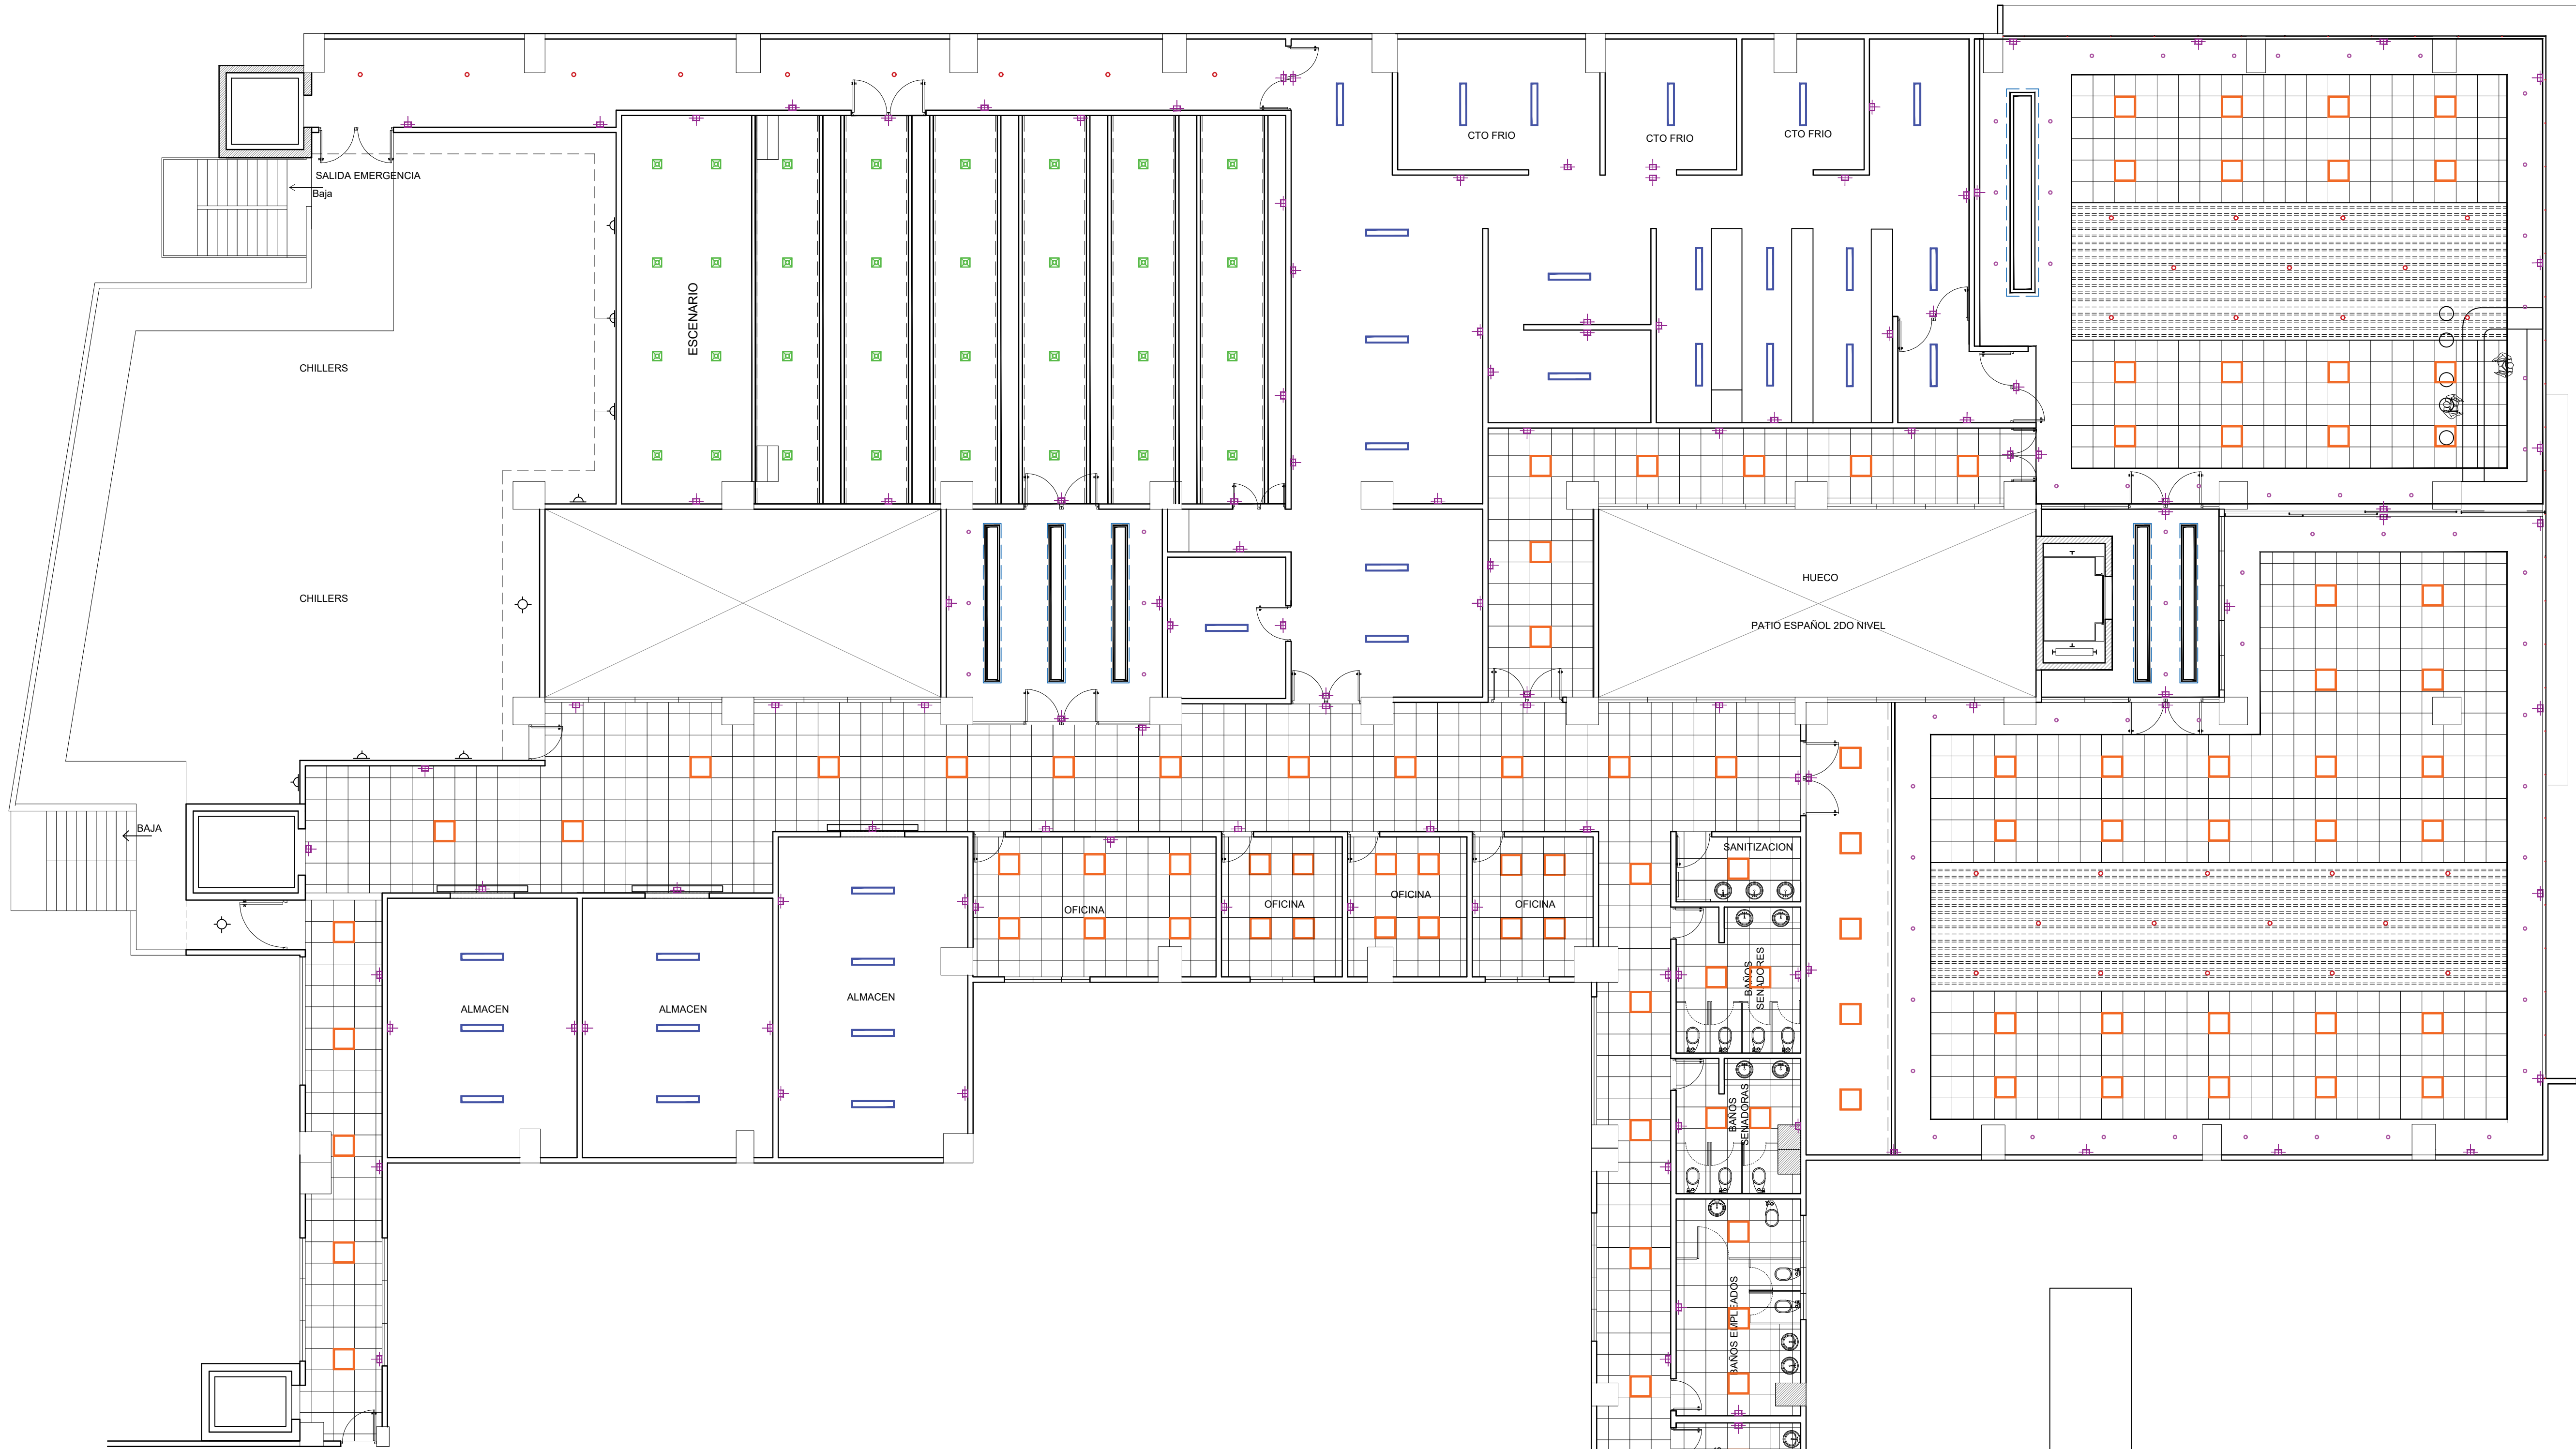 CTO FRIO
CTO FRIO
CTO FRIO
SALIDA EMERGENCIA
Baja
ESCENARIO
CHILLERS
CHILLERS
HUECO
PATIO ESPAÑOL 2DO NIVEL
BAJA
SANITIZACION
OFICINA
OFICINA
OFICINA
OFICINA
BAÑOS
SENADORES
ALMACEN
ALMACEN
ALMACEN
BAÑOS
SENADORAS
BAÑOS EMPLEADOS